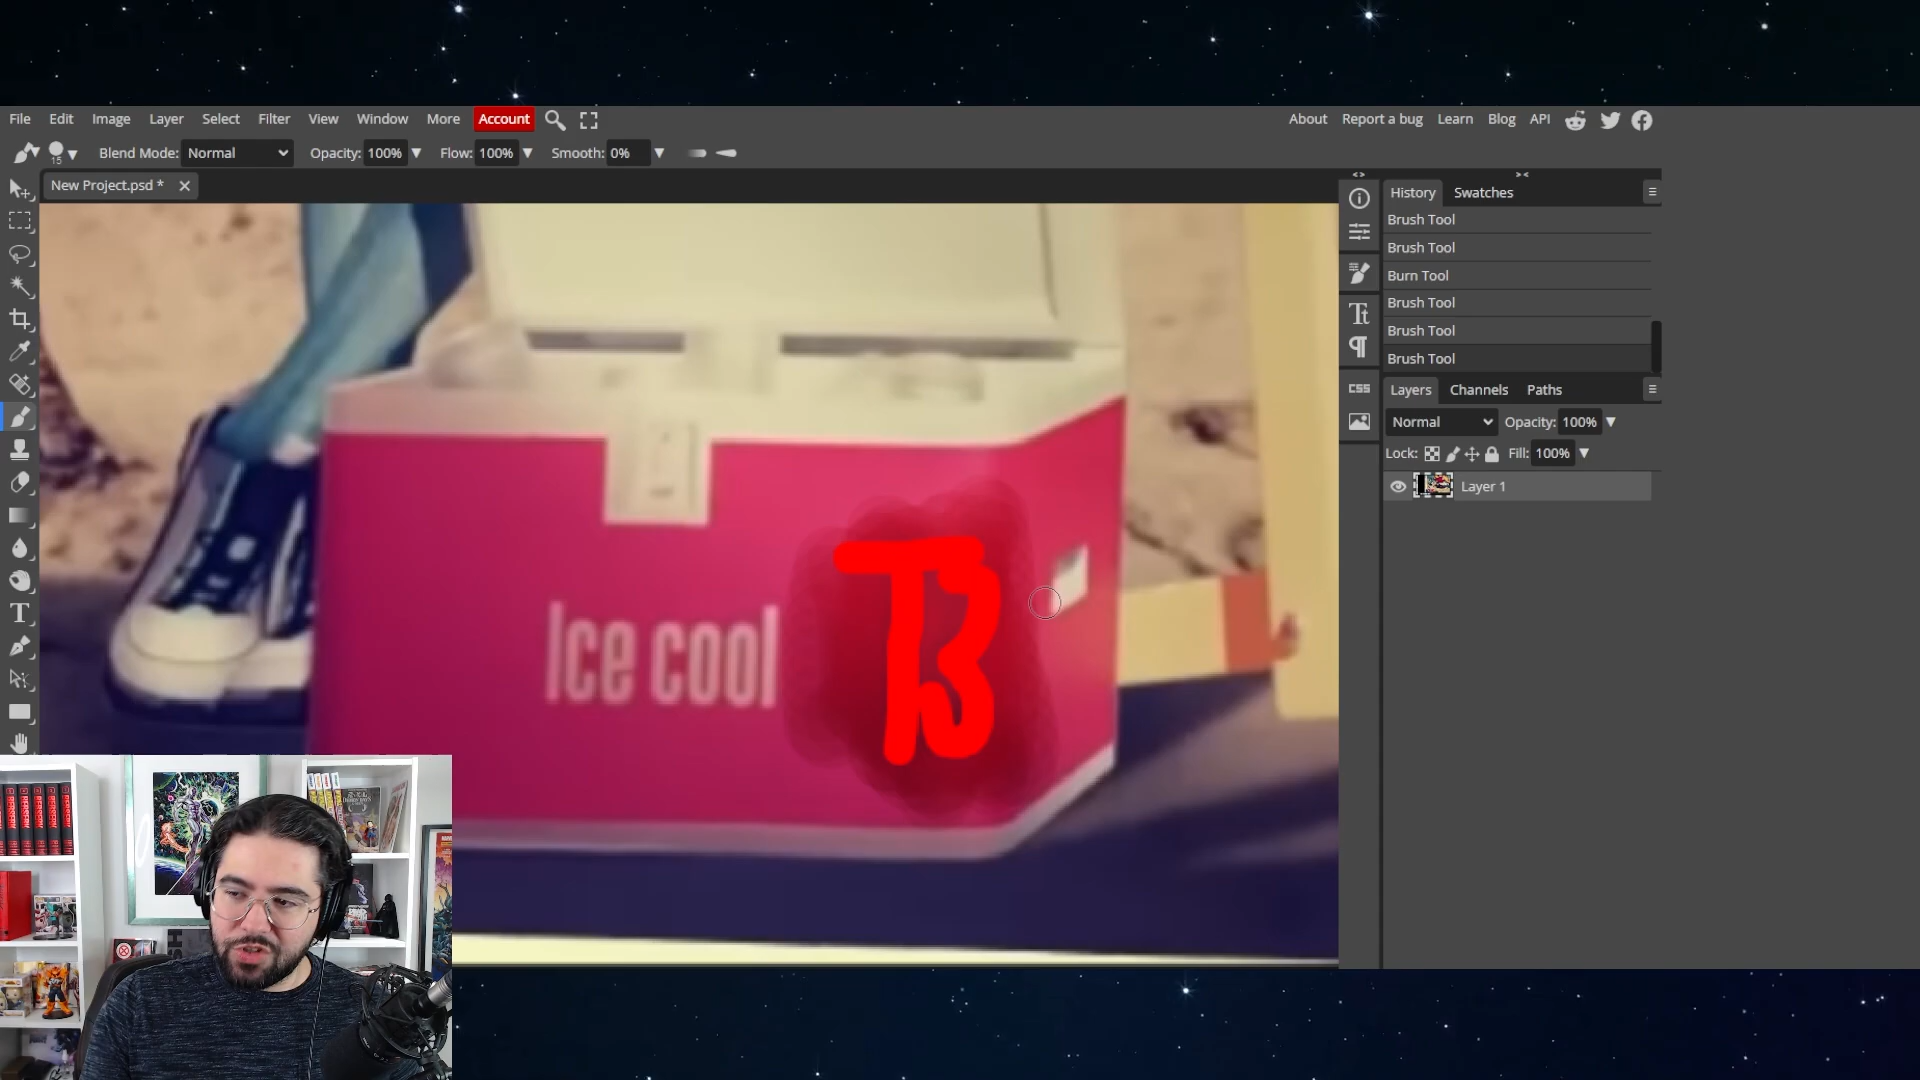 File Edit Image Layer Select Filter View Window More Account
About Report a bug Learn Blog API
15 Blend Mode: Normal Opacity: 100% Flow: 100% Smooth: 0%
New Project.psd *
History Swatches
Brush Tool
Brush Tool
Burn Tool
Brush Tool
Brush Tool
Brush Tool
CSS
Layers Channels Paths
Normal Opacity: 100%
Lock: Fill: 100%
Layer 1
Ice cool